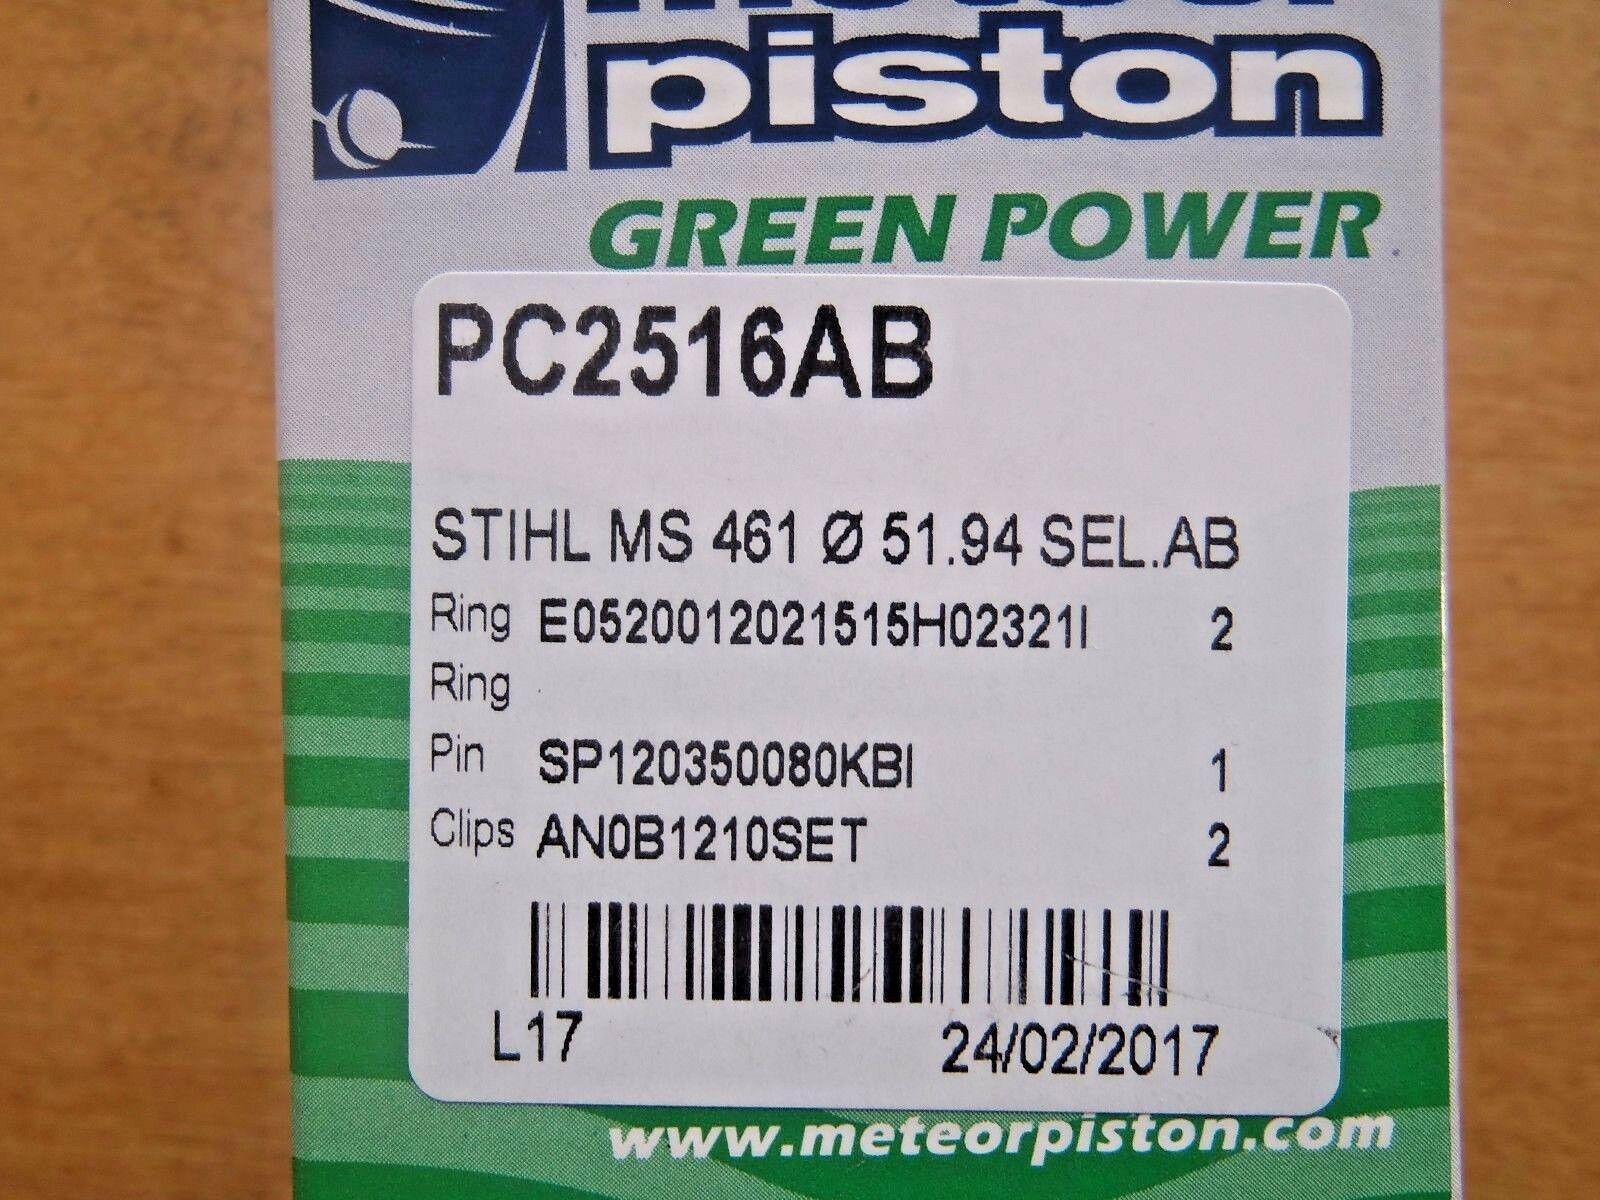 piston
GREEN POWER
PC2516AB
STIHL MS 461 Ø 51.94 SEL.AB
Ring E0520012021515H02321I 2
Ring
Pin SP120350080KBI 1
Clips AN0B1210SET 2
L17 24/02/2017
www.meteorpiston.com